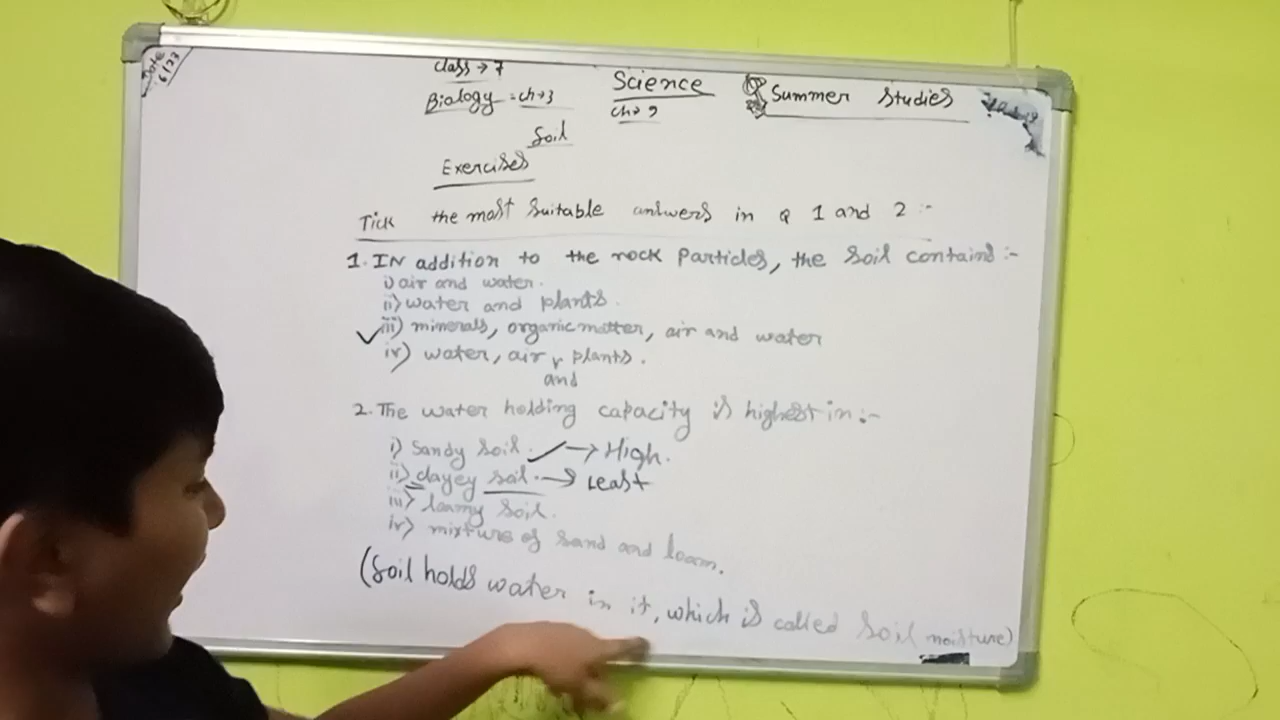 Date
6/23
Class → 7
Biology = ch→3
Science
ch→9
Summer Studies
Soil
Exercises
Tick the most suitable answers in Q 1 and 2 :-
1. IN addition to the rock Particles, the Soil contains :-
i) air and water.
ii) water and plants.
✓ iii) minerals, organic matter, air and water
iv) water, air, plants.
and
2. The water holding capacity is highest in :-
i) Sandy Soil. ✓ → High.
ii) clayey soil. → Least
iii) loamy soil.
iv) mixture of sand and loam.
(Soil holds water in it, which is called Soil moisture)